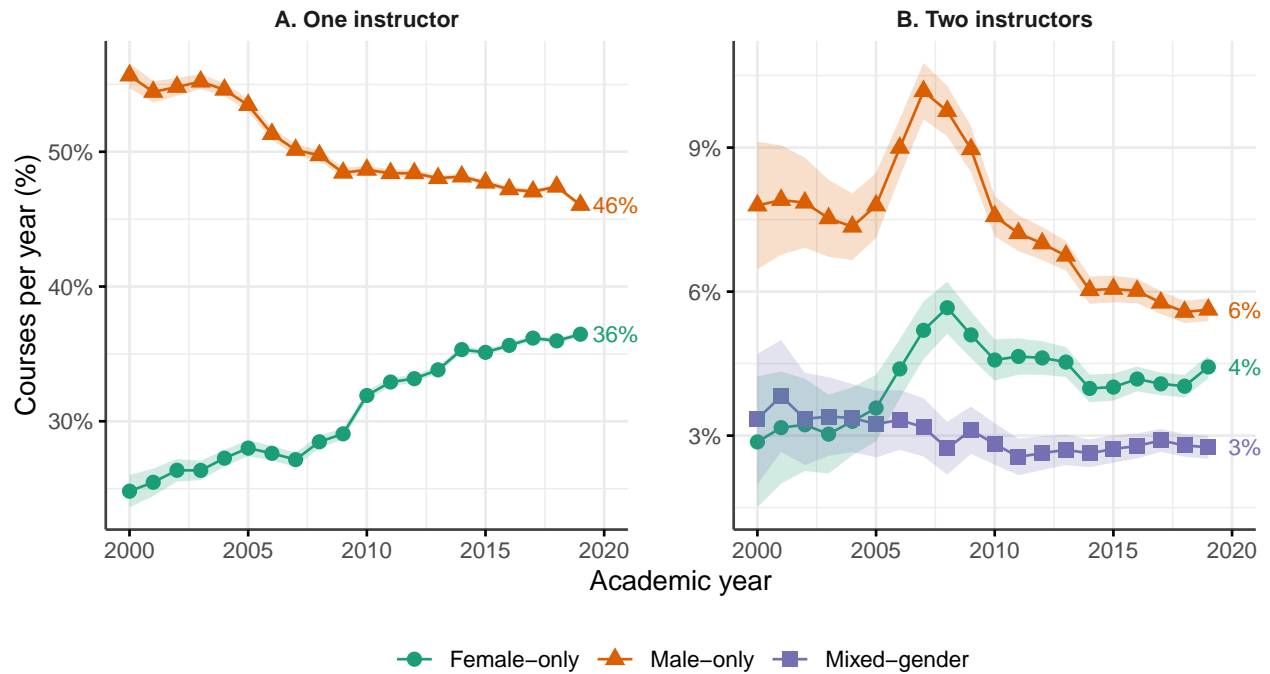 A. One instructor
B. Two instructors
Courses per year (%)
50%
40%
30%
46%
36%
2000 2005 2010 2015 2020
9%
6%
3%
6%
4%
3%
2000 2005 2010 2015 2020
Academic year
Female−only Male−only Mixed−gender